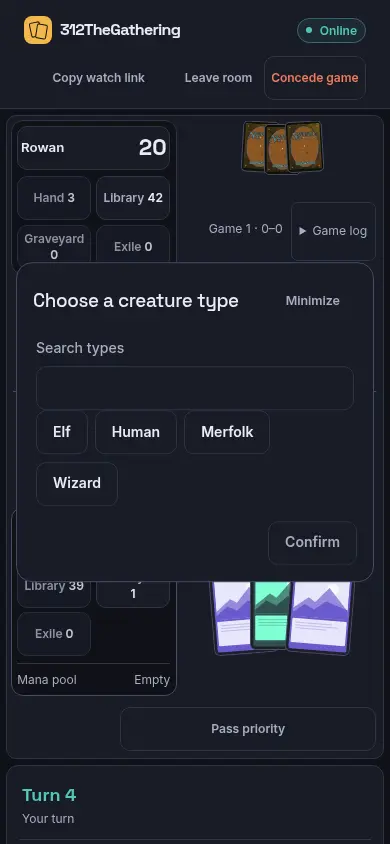 312TheGathering
Online
Copy watch link
Leave room
Concede game
Rowan 20
Hand 3
Library 42
Graveyard
0
Exile 0
Game 1 · 0–0
Game log
Choose a creature type
Minimize
Search types
Elf
Human
Merfolk
Wizard
Confirm
Library 39
1
Exile 0
Mana pool
Empty
Pass priority
Turn 4
Your turn